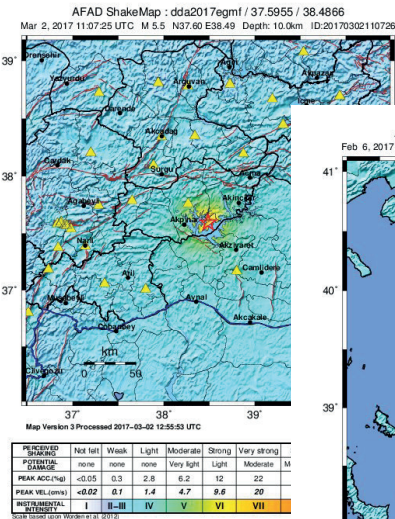 AFAD ShakeMap : dda2017egmf / 37.5955 / 38.4866
Mar 2, 2017 11:07:25 UTC M 5.5 N37.60 E38.49 Depth: 10.0km ID:20170302110726
Feb 6, 2017
39°
41°
Arguvan
Darende
Akcadag
Surgu
38°
Akincilar
Akpinar
Narli
40°
Akziyaret
Camlidere
Atil
37°
Aynal
Akcakale
Cobanbey
km
0 50
39°
37°
38°
39°
Map Version 3 Processed 2017-03-02 12:55:53 UTC
PERCEIVED SHAKING Not felt Weak Light Moderate Strong Very strong
POTENTIAL DAMAGE none none none Very light Light Moderate
PEAK ACC.(%g) <0.05 0.3 2.8 6.2 12 22
PEAK VEL.(cm/s) <0.02 0.1 1.4 4.7 9.6 20
INSTRUMENTAL INTENSITY I II-III IV V VI VII
Scale based upon Worden et al. (2012)